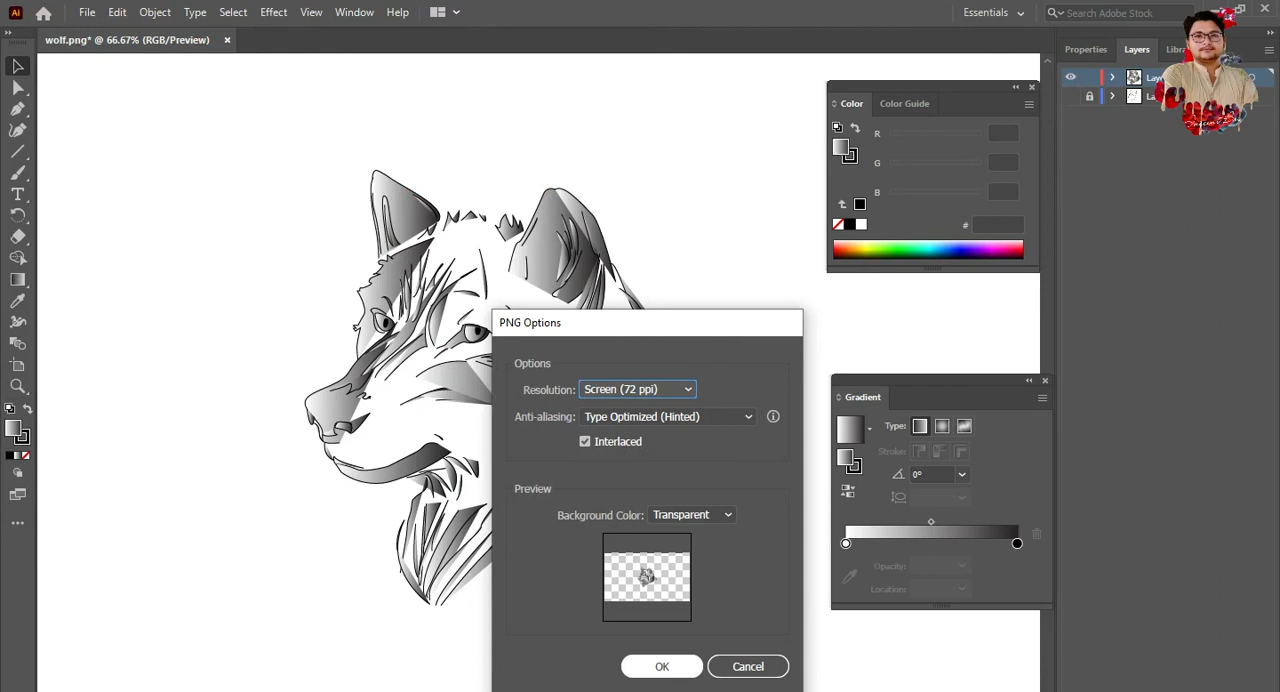 Ai File Edit Object Type Select Effect View Window Help Essentials Search Adobe Stock
wolf.png* @ 66.67% (RGB/Preview) × Properties Layers
Color Color Guide
R
G
B
#
PNG Options
Options
Resolution: Screen (72 ppi)
Anti-aliasing: Type Optimized (Hinted)
Interlaced
Preview
Background Color: Transparent
OK Cancel
Gradient
Type:
Stroke:
0°
Opacity:
Location: